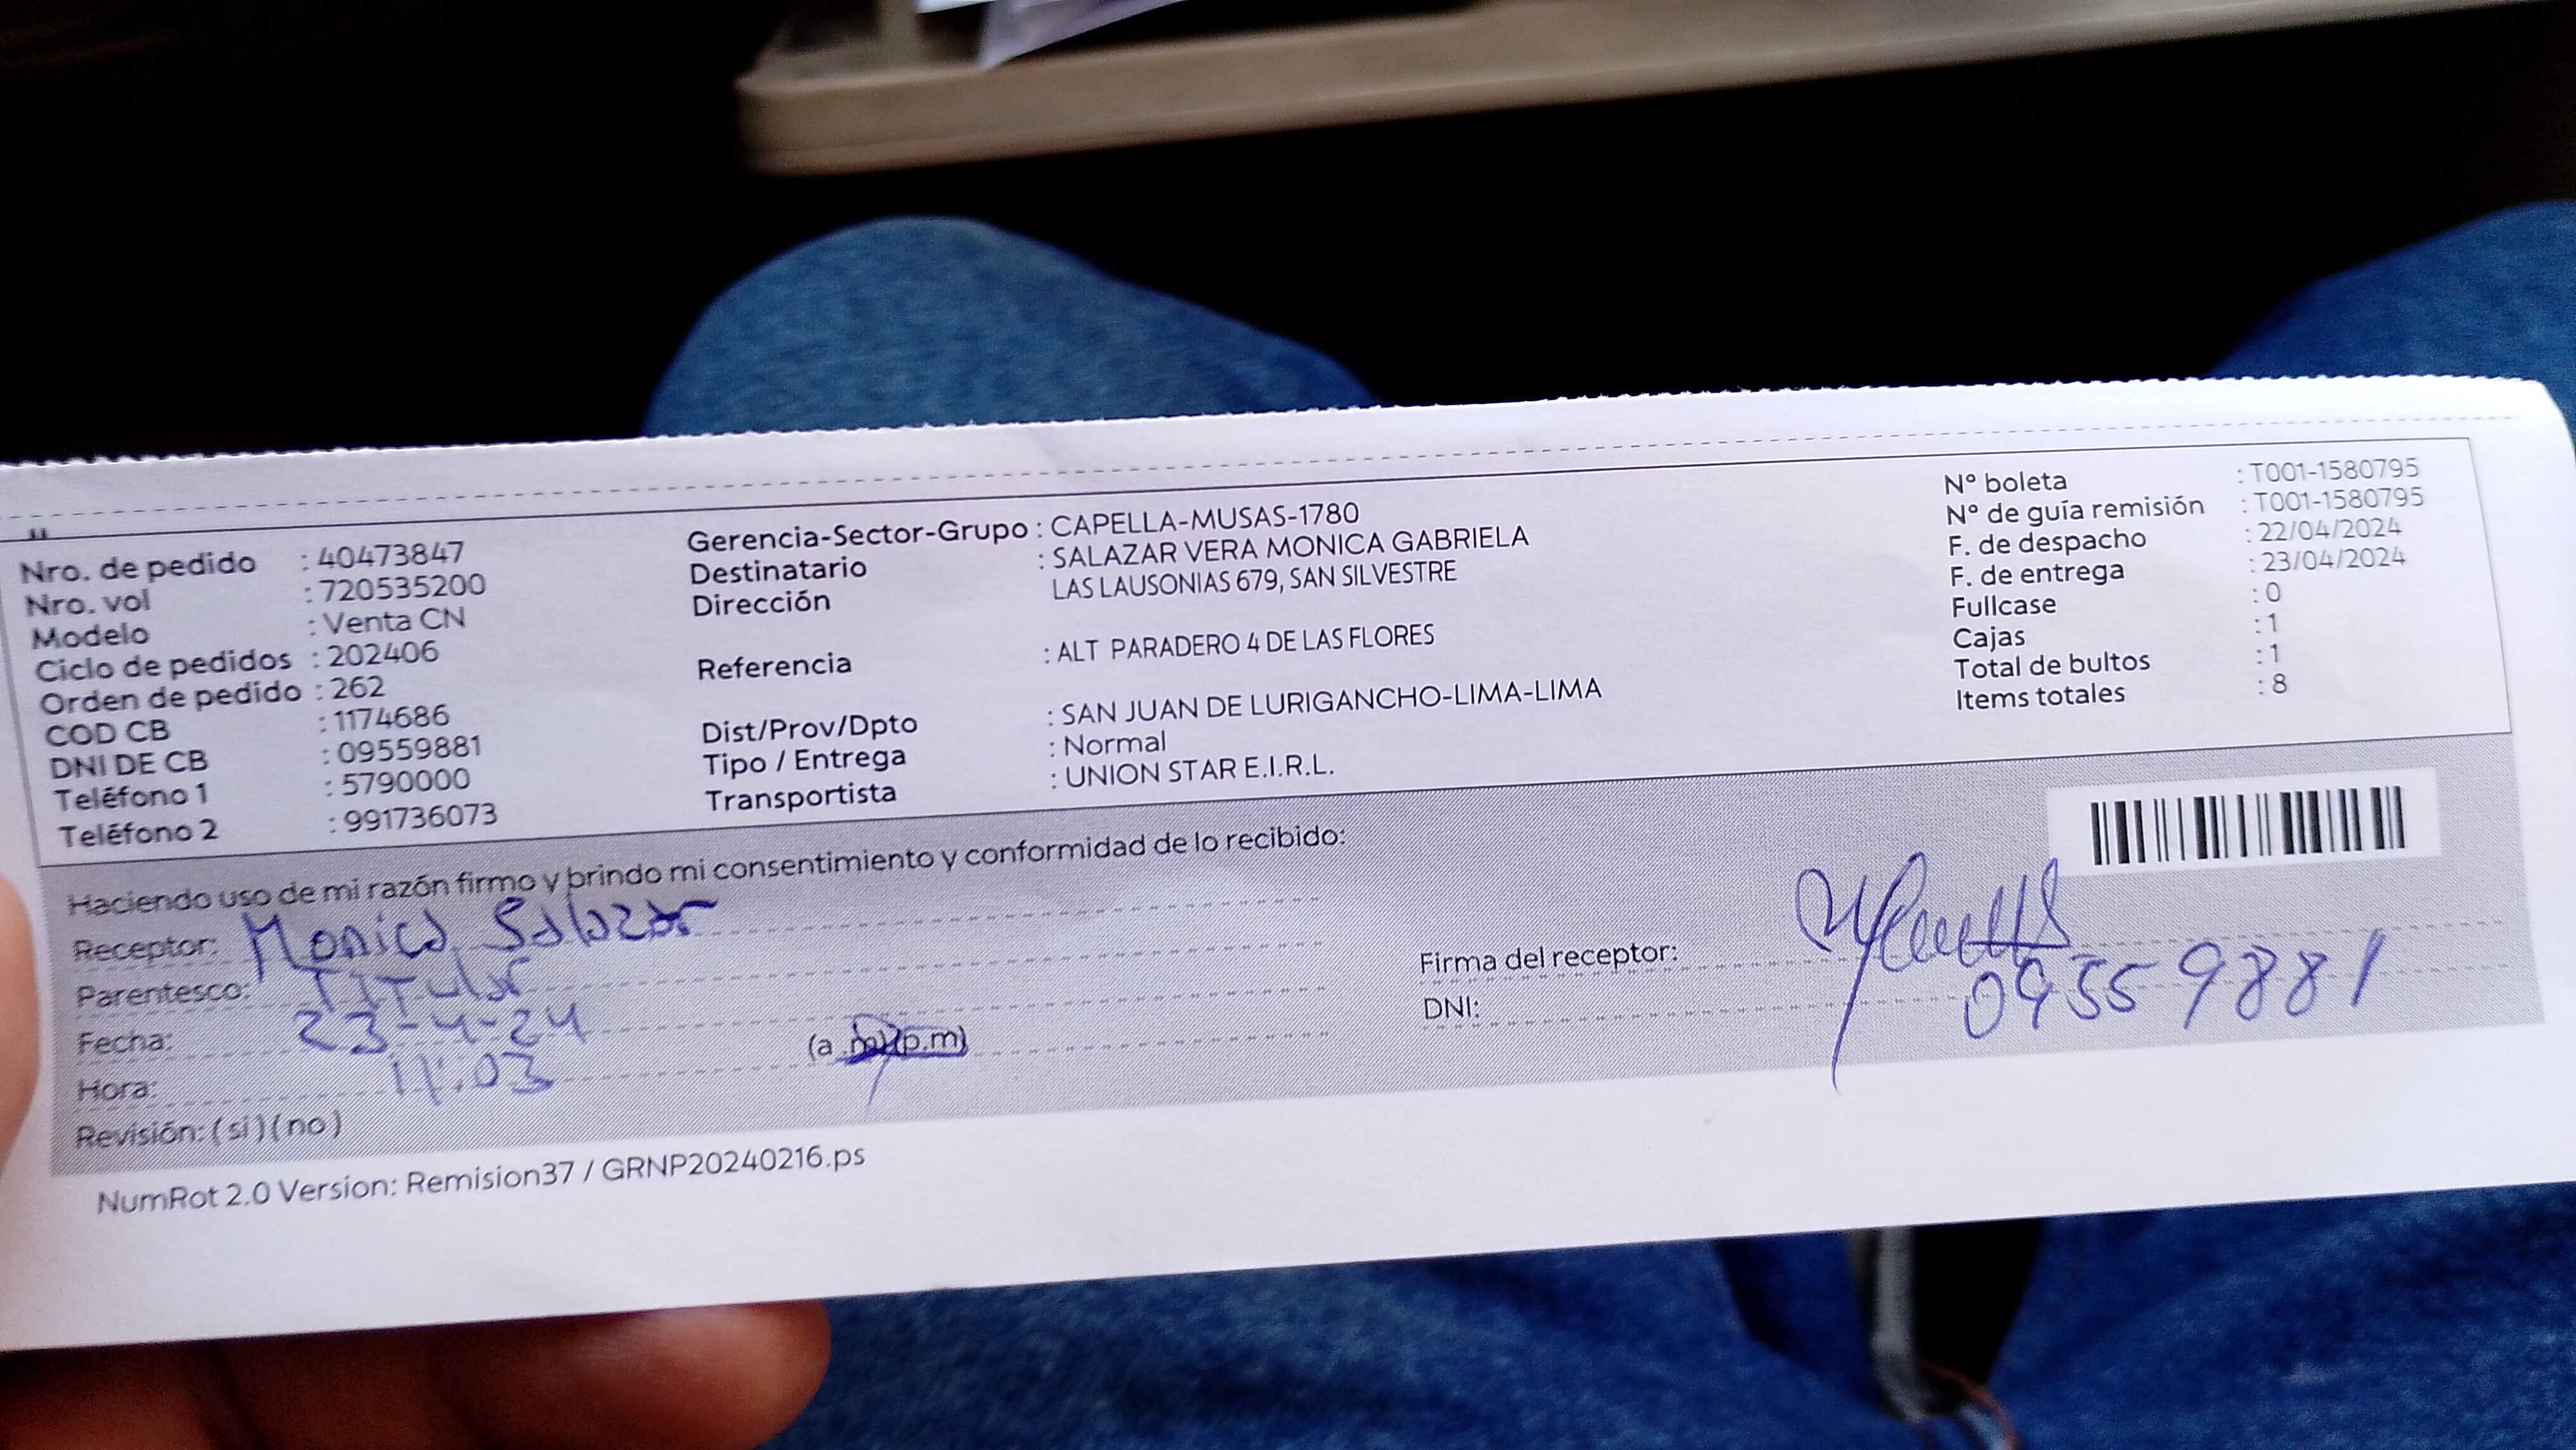 Nro. de pedido : 40473847
Nro. vol : 720535200
Modelo : Venta CN
Ciclo de pedidos : 202406
Orden de pedido : 262
COD CB : 1174686
DNI DE CB : 09559881
Teléfono 1 : 5790000
Teléfono 2 : 991736073
Gerencia-Sector-Grupo : CAPELLA-MUSAS-1780
Destinatario : SALAZAR VERA MONICA GABRIELA
Dirección LAS LAUSONIAS 679, SAN SILVESTRE
Referencia : ALT PARADERO 4 DE LAS FLORES
Dist/Prov/Dpto : SAN JUAN DE LURIGANCHO-LIMA-LIMA
Tipo / Entrega : Normal
Transportista : UNION STAR E.I.R.L.
N° boleta : T001-1580795
N° de guía remisión : T001-1580795
F. de despacho : 22/04/2024
F. de entrega : 23/04/2024
Fullcase : 0
Cajas : 1
Total de bultos : 1
Items totales : 8
Haciendo uso de mi razón firmo y brindo mi consentimiento y conformidad de lo recibido:
Receptor: Monica Salazar
Parentesco: Titular
Fecha: 23-4-24
Hora: 11:03 (a.m)(p.m)
Revisión: (si) (no)
Firma del receptor:
DNI: 09559881
NumRot 2.0 Version: Remision37 / GRNP20240216.ps